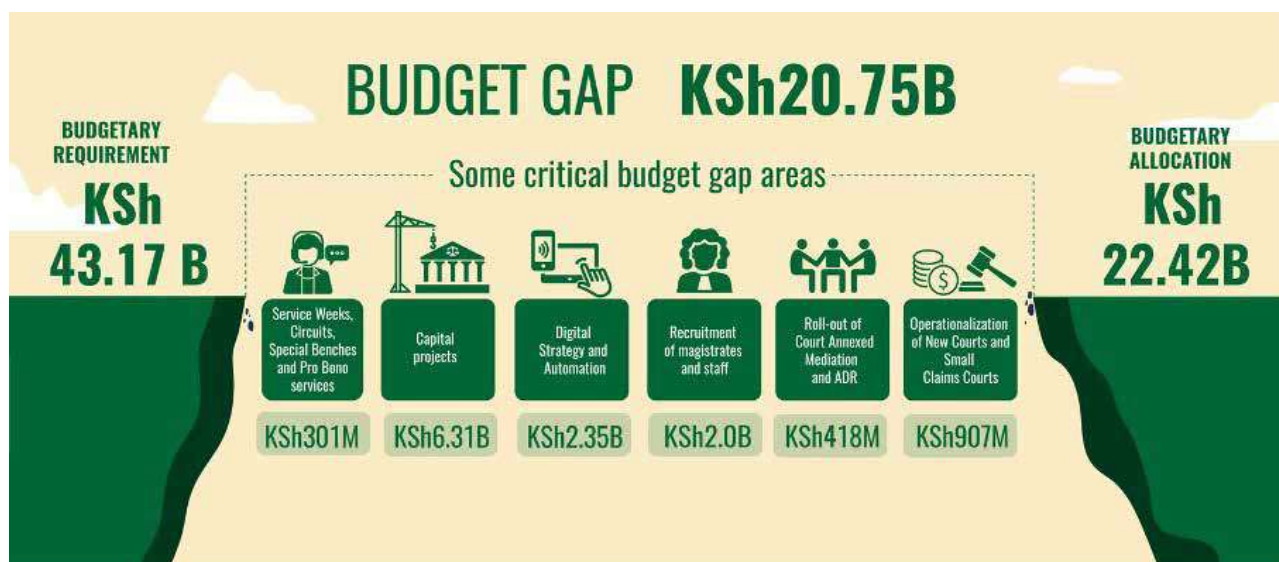 BUDGET GAP KSh20.75B
BUDGETARY
REQUIREMENT
KSh
43.17 B
BUDGETARY
ALLOCATION
KSh
22.42B
Some critical budget gap areas
Service Weeks,
Circuits,
Special Benches
and Pro Bono
services
KSh301M
Capital
projects
KSh6.31B
Digital
Strategy and
Automation
KSh2.35B
Recruitment
of magistrates
and staff
KSh2.0B
Roll-out of
Court Annexed
Mediation
and ADR
KSh418M
Operationalization
of New Courts and
Small
Claims Courts
KSh907M